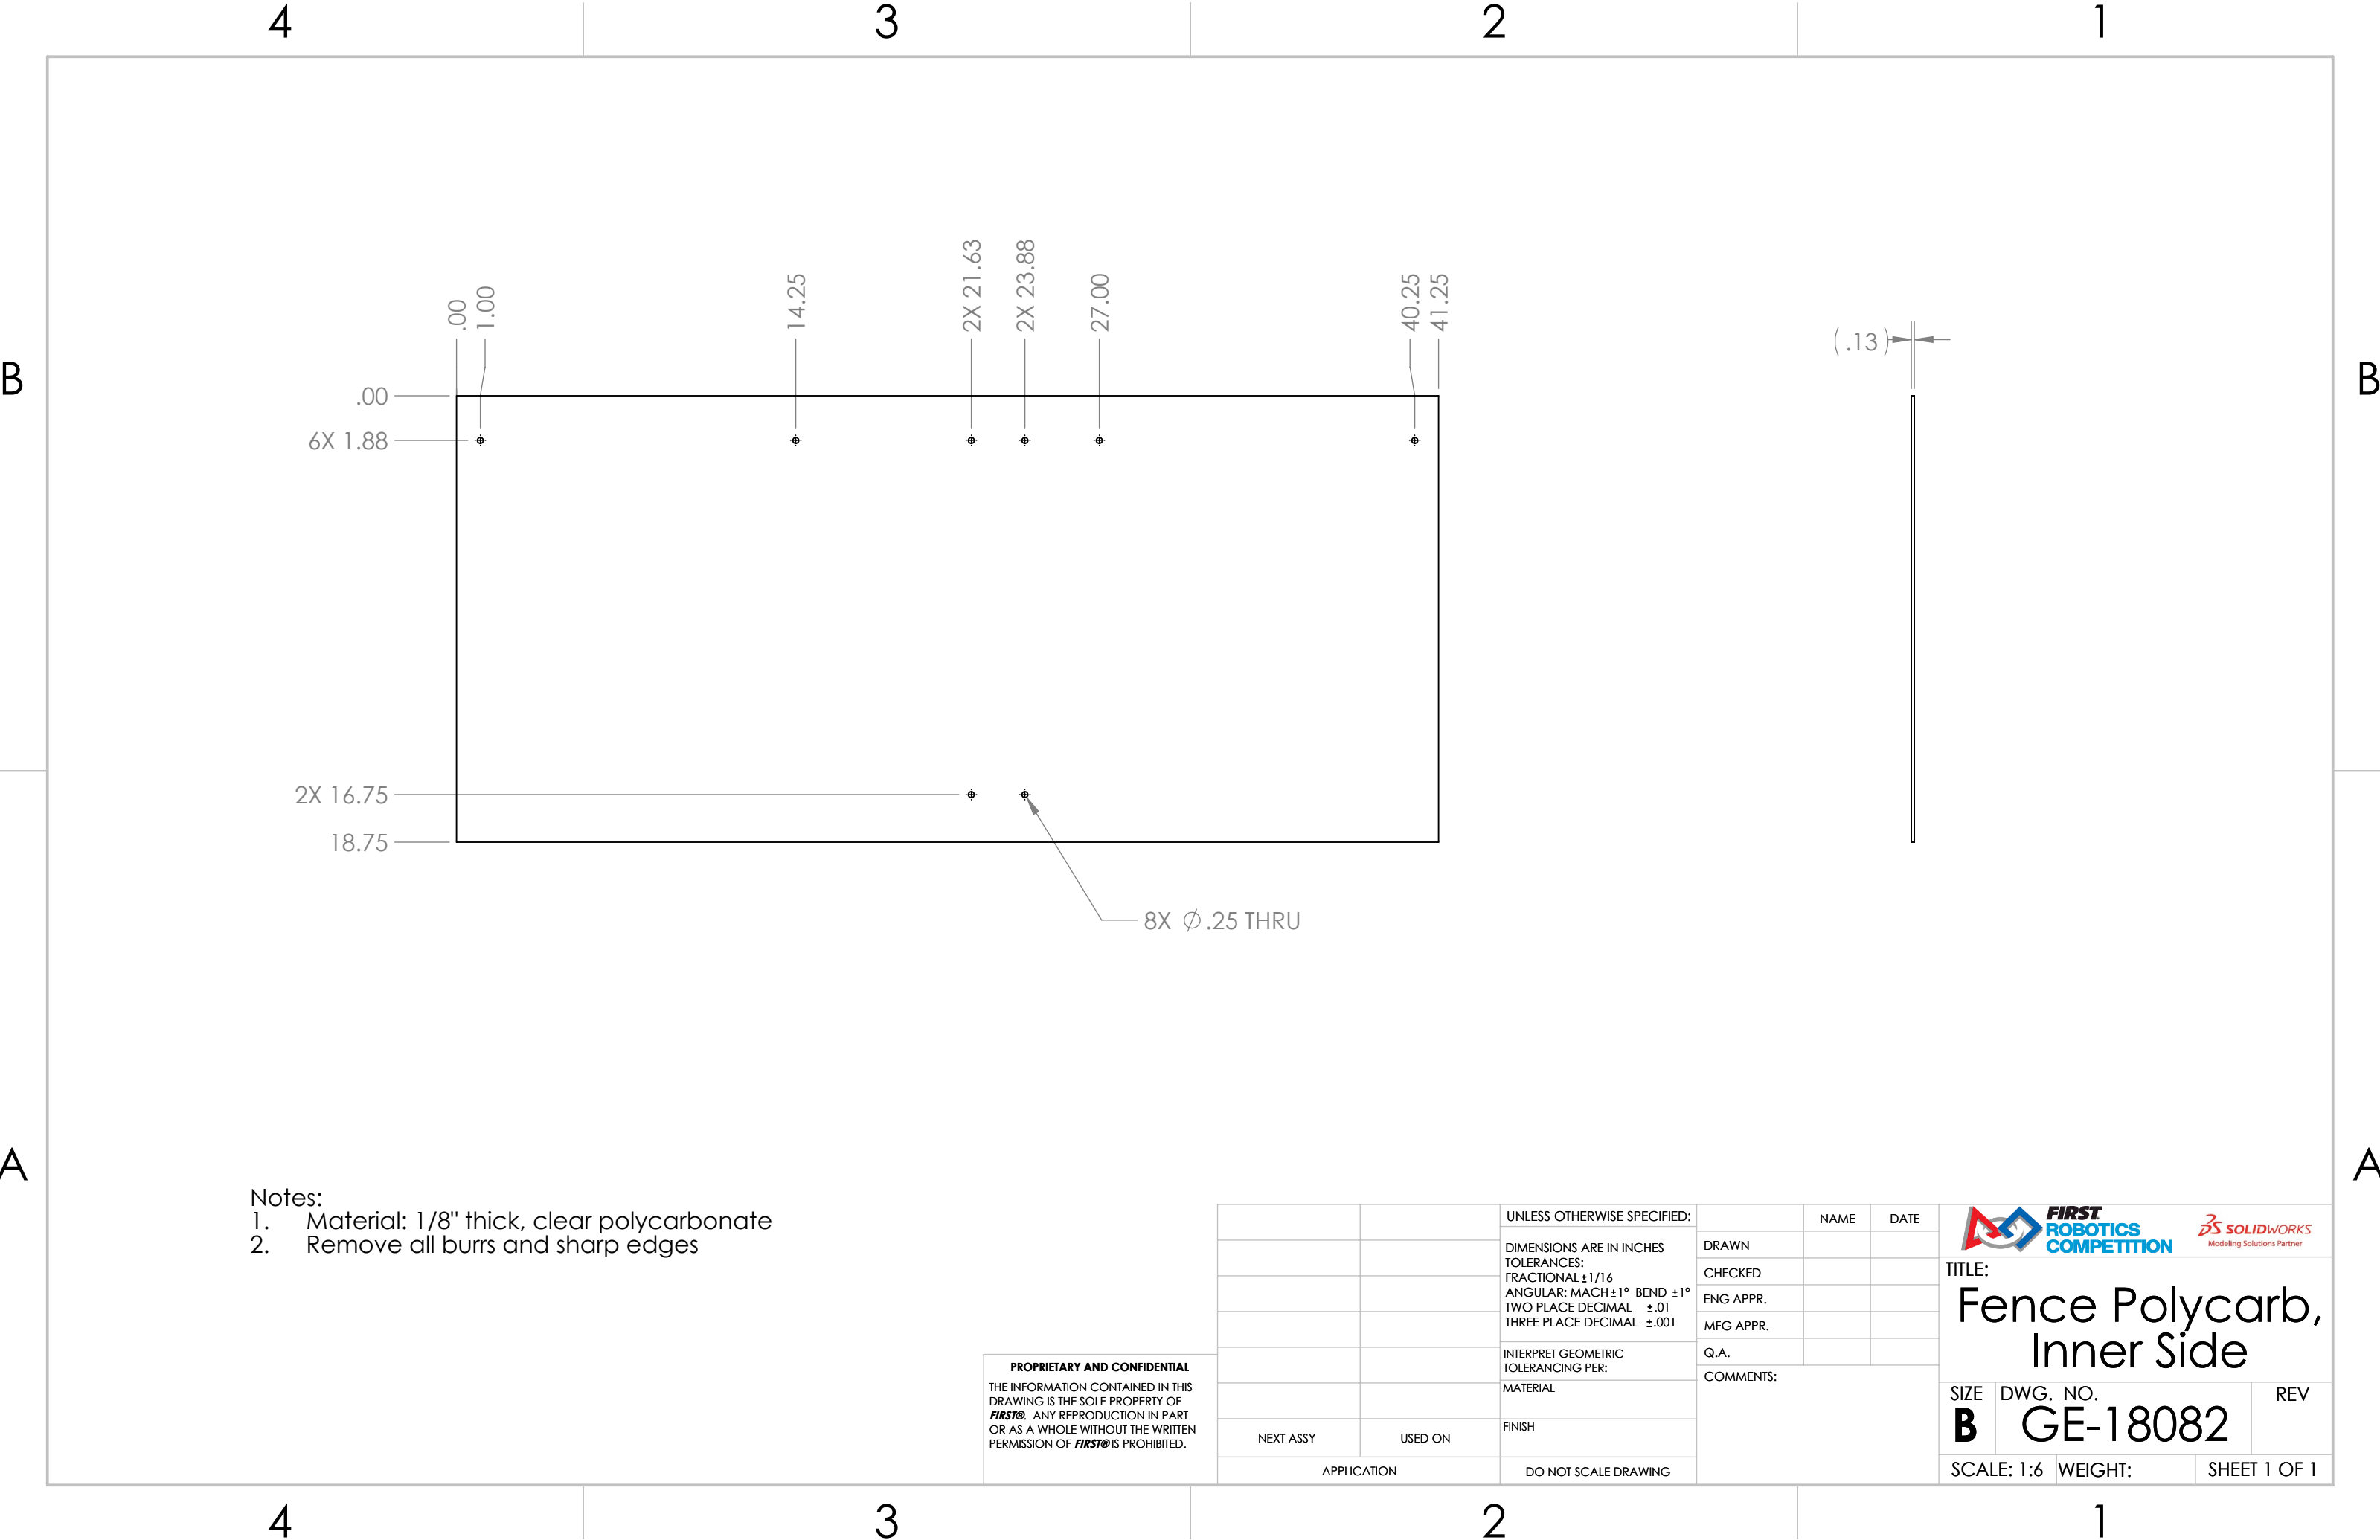 4 3 2 1
B B
A A
.00
1.00
14.25
2X 21.63
2X 23.88
27.00
40.25
41.25
.00
6X 1.88
2X 16.75
18.75
( .13 )
8X ∅ .25 THRU
Notes:
1. Material: 1/8" thick, clear polycarbonate
2. Remove all burrs and sharp edges
PROPRIETARY AND CONFIDENTIAL
THE INFORMATION CONTAINED IN THIS
DRAWING IS THE SOLE PROPERTY OF
FIRST®. ANY REPRODUCTION IN PART
OR AS A WHOLE WITHOUT THE WRITTEN
PERMISSION OF FIRST® IS PROHIBITED.
NEXT ASSY
USED ON
APPLICATION
UNLESS OTHERWISE SPECIFIED:
DIMENSIONS ARE IN INCHES
TOLERANCES:
FRACTIONAL ± 1/16
ANGULAR: MACH ± 1° BEND ± 1°
TWO PLACE DECIMAL ± .01
THREE PLACE DECIMAL ± .001
INTERPRET GEOMETRIC
TOLERANCING PER:
MATERIAL
FINISH
DO NOT SCALE DRAWING
NAME
DATE
DRAWN
CHECKED
ENG APPR.
MFG APPR.
Q.A.
COMMENTS:
FIRST®
ROBOTICS
COMPETITION
SOLIDWORKS
Modeling Solutions Partner
TITLE:
Fence Polycarb,
Inner Side
SIZE
B
DWG. NO.
GE-18082
REV
SCALE: 1:6
WEIGHT:
SHEET 1 OF 1
4 3 2 1